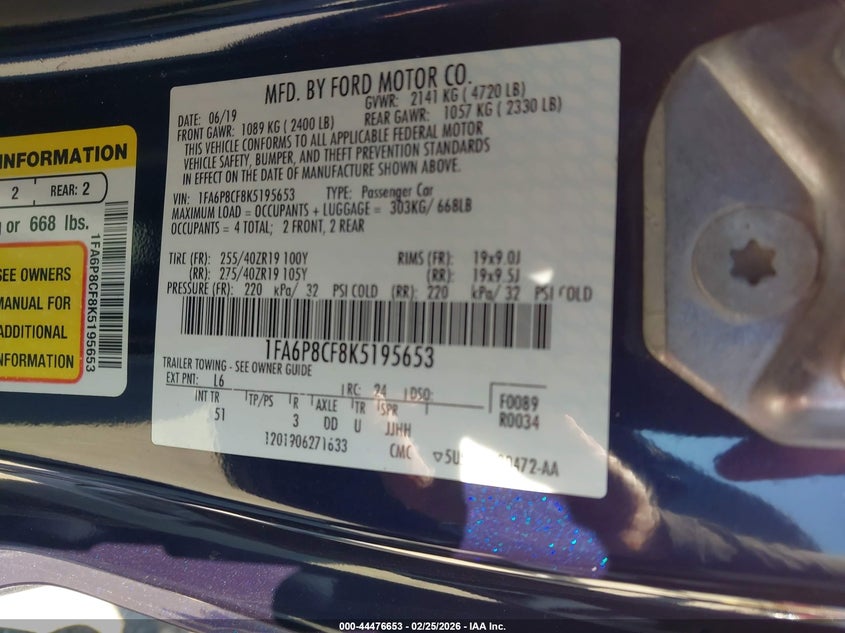 MFD. BY FORD MOTOR CO.
DATE: 06/19 GVWR: 2141 KG ( 4720 LB)
FRONT GAWR: 1089 KG ( 2400 LB) REAR GAWR: 1057 KG ( 2330 LB)
THIS VEHICLE CONFORMS TO ALL APPLICABLE FEDERAL MOTOR
VEHICLE SAFETY, BUMPER, AND THEFT PREVENTION STANDARDS
IN EFFECT ON THE DATE OF MANUFACTURE SHOWN ABOVE.
VIN: 1FA6P8CF8K5195653 TYPE: Passenger Car
MAXIMUM LOAD = OCCUPANTS + LUGGAGE = 303KG/ 668LB
OCCUPANTS = 4 TOTAL; 2 FRONT, 2 REAR
TIRE (FR): 255/40ZR19 100Y RIMS (FR): 19x9.0J
(RR): 275/40ZR19 105Y (RR): 19x9.5J
PRESSURE (FR): 220 kPa/ 32 PSI COLD (RR): 220 kPa/ 32 PSI COLD
1FA6P8CF8K5195653
TRAILER TOWING - SEE OWNER GUIDE
EXT PNT: L6 RC: 24 DSO:
INT TR TP/PS R AXLE TR SPR F0089
51 3 DD U JJHH R0034
1201906271633 CMC 5U 0472-AA
INFORMATION
2 REAR: 2
or 668 lbs.
SEE OWNERS
MANUAL FOR
ADDITIONAL
INFORMATION
1FA6P8CF8K5195653
000-44476653 — 02/25/2026 — IAA Inc.